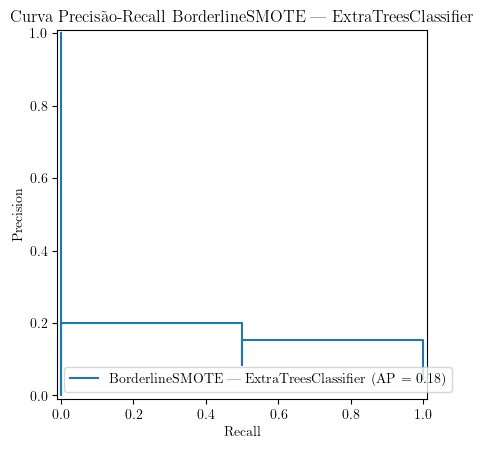 Curva Precisão-Recall BorderlineSMOTE — ExtraTreesClassifier
1.0
0.8
0.6
0.4
0.2
0.0
Precision
BorderlineSMOTE — ExtraTreesClassifier (AP = 0.18)
0.0 0.2 0.4 0.6 0.8 1.0
Recall